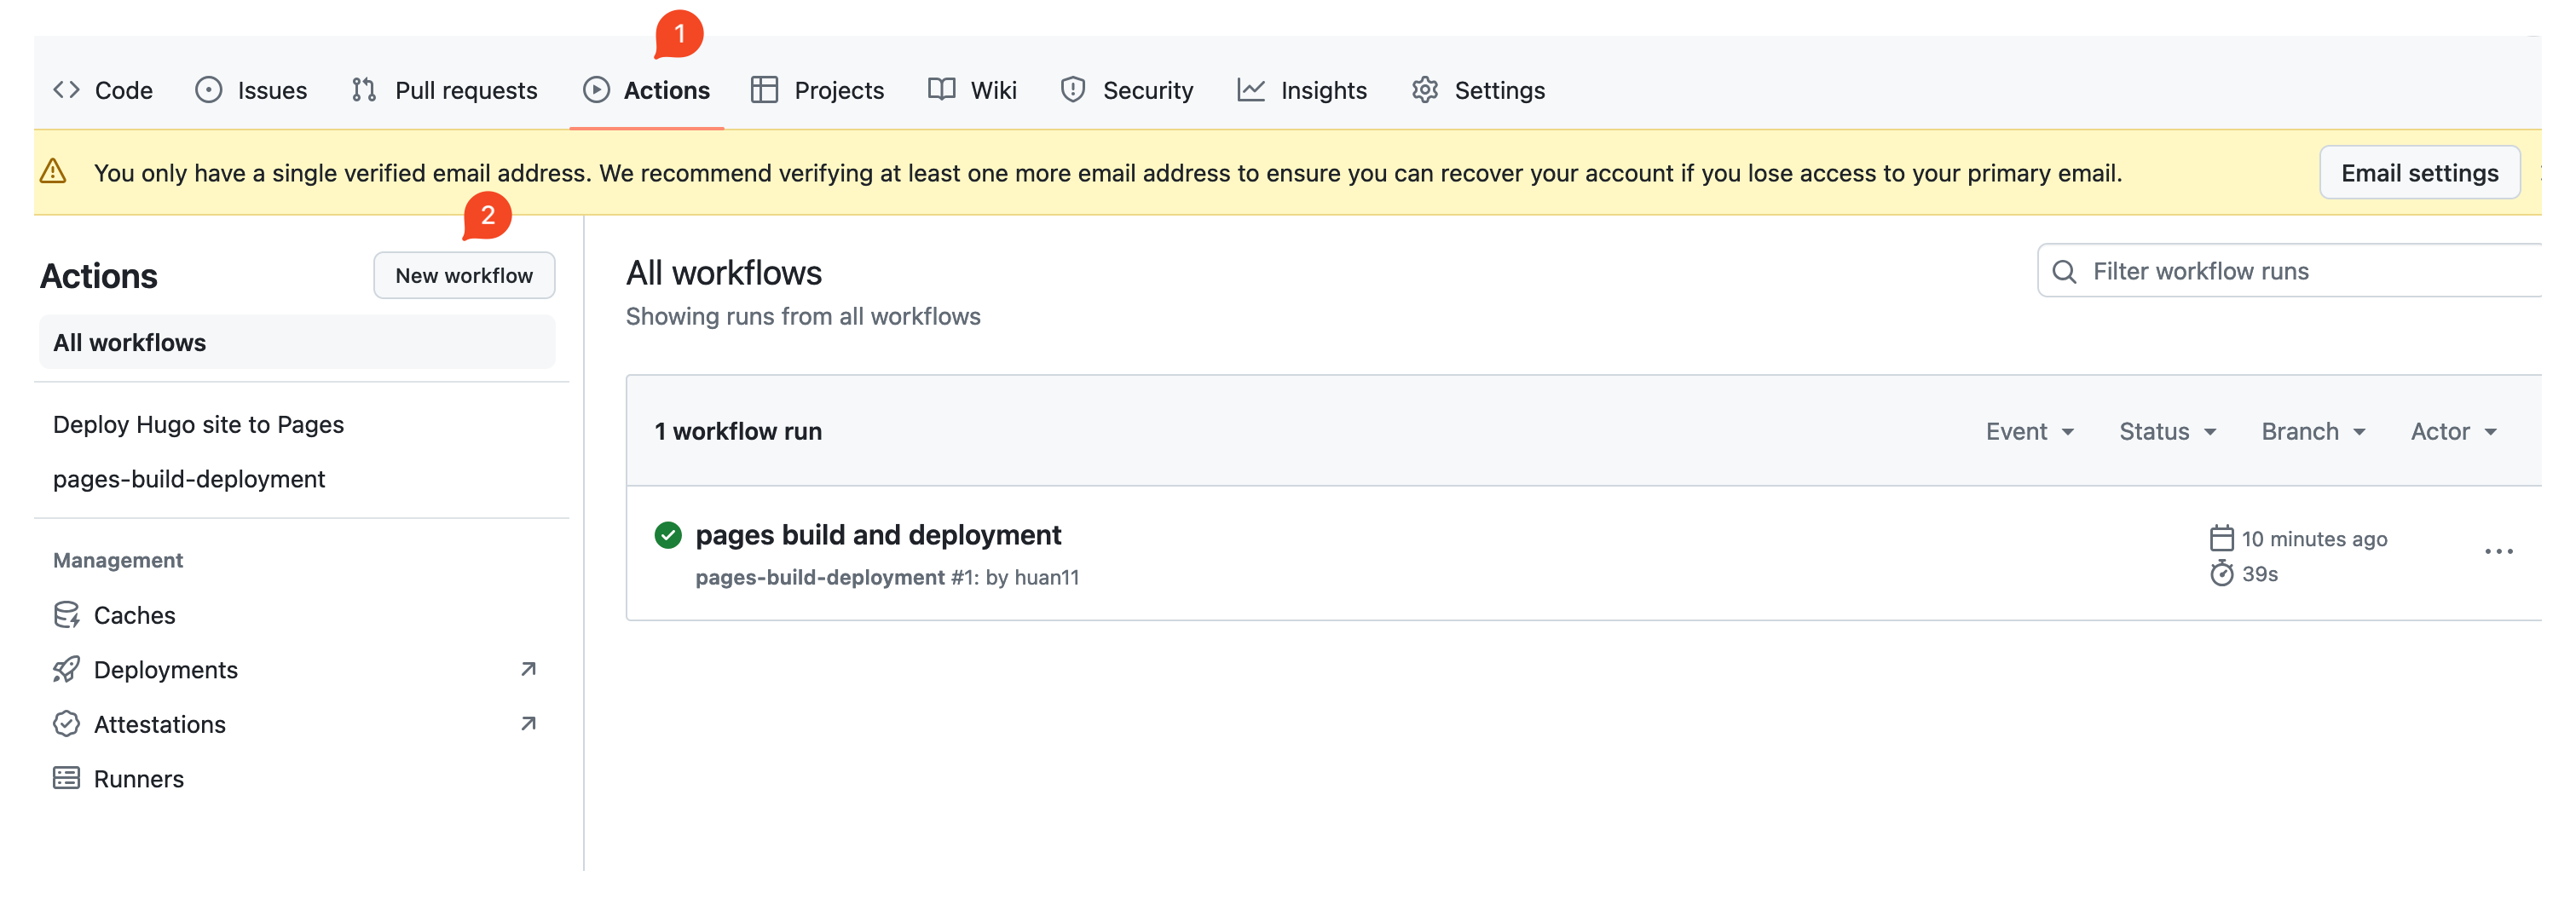 1
Code Issues Pull requests Actions Projects Wiki Security Insights Settings
You only have a single verified email address. We recommend verifying at least one more email address to ensure you can recover your account if you lose access to your primary email. Email settings
2
Actions New workflow
All workflows
Deploy Hugo site to Pages
pages-build-deployment
Management
Caches
Deployments
Attestations
Runners
All workflows
Showing runs from all workflows
Filter workflow runs
1 workflow run Event Status Branch Actor
pages build and deployment
pages-build-deployment #1: by huan11
10 minutes ago
39s